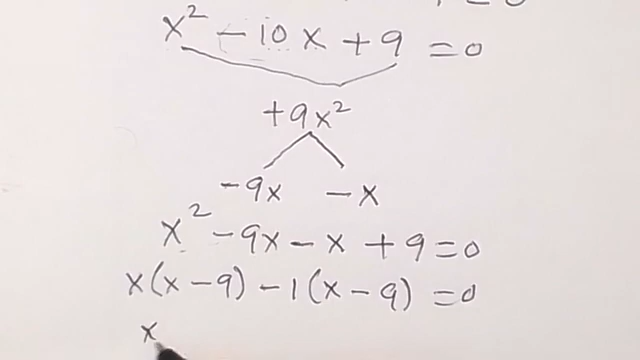 x² - 10x + 9 = 0
+9x²
-9x -x
x² - 9x - x + 9 = 0
x(x - 9) - 1(x - 9) = 0
x